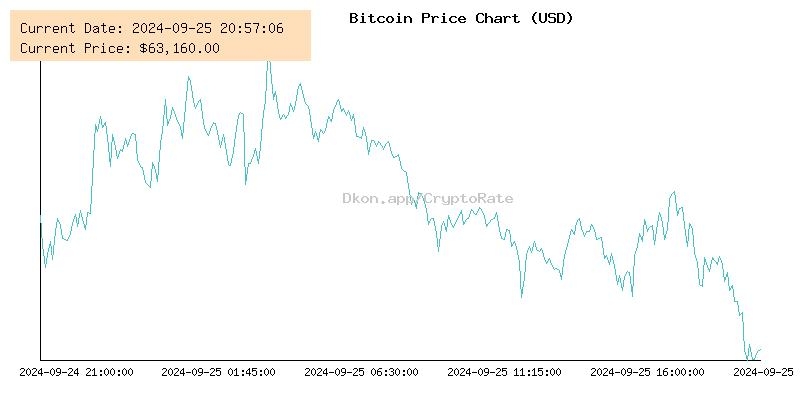 Bitcoin Price Chart (USD)
Current Date: 2024-09-25 20:57:06
Current Price: $63,160.00
Dkon.app/CryptoRate
2024-09-24 21:00:00 2024-09-25 01:45:00 2024-09-25 06:30:00 2024-09-25 11:15:00 2024-09-25 16:00:00 2024-09-25